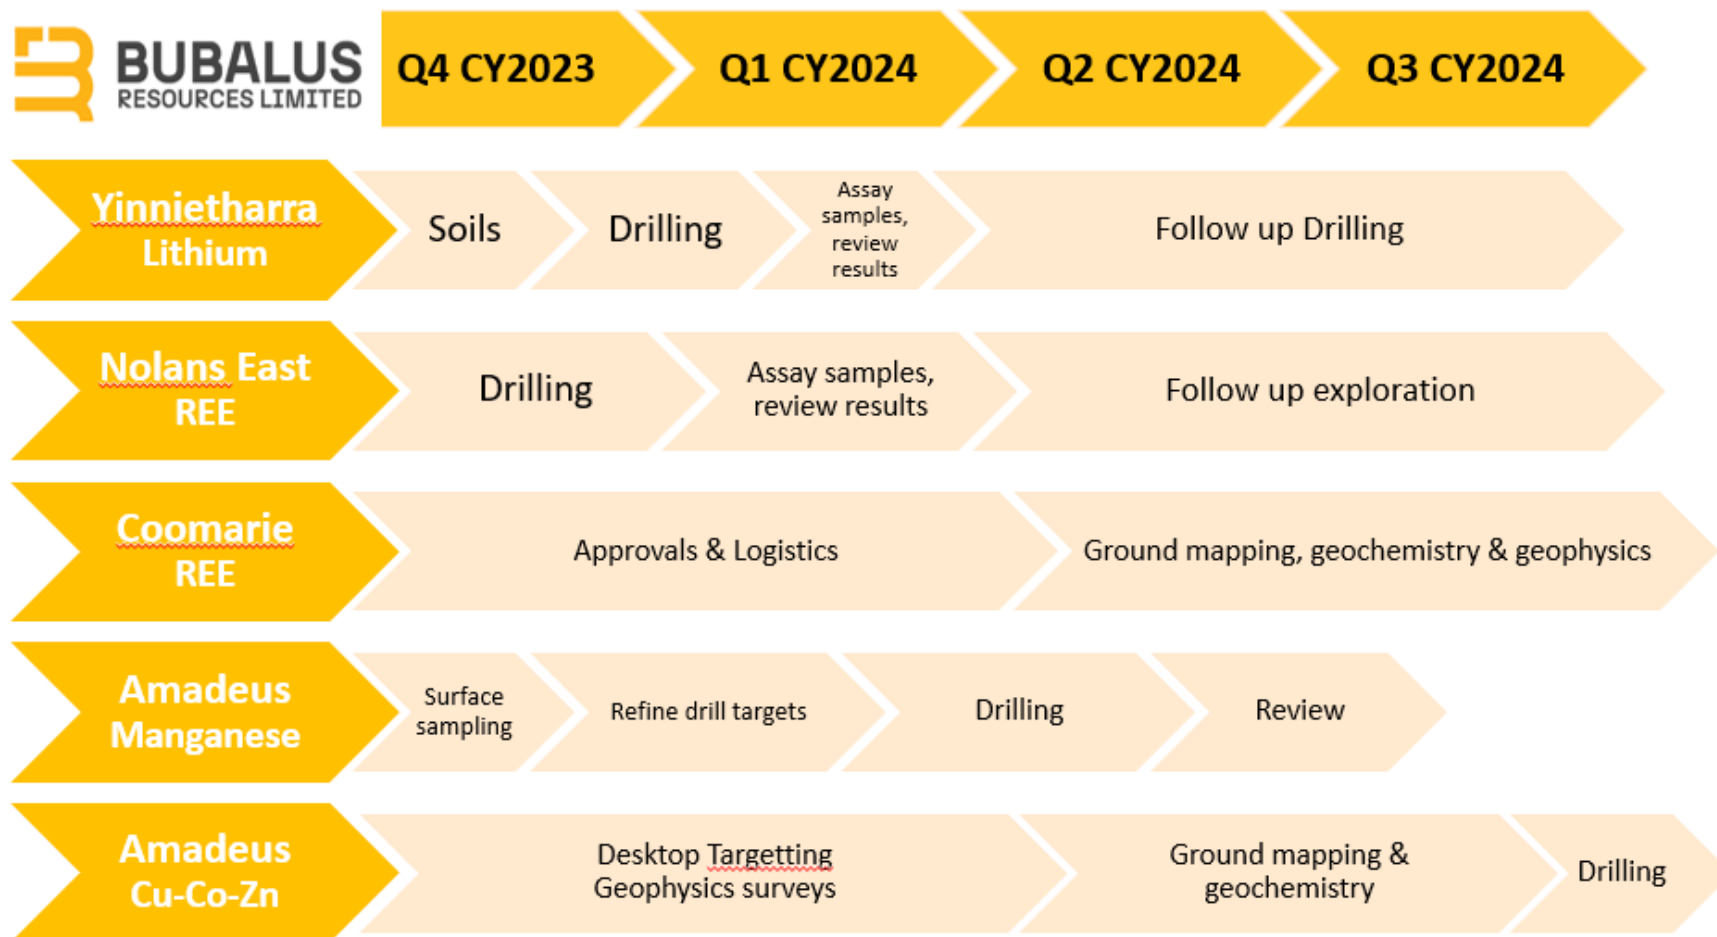 BUBALUS
RESOURCES LIMITED
Q4 CY2023
Q1 CY2024
Q2 CY2024
Q3 CY2024
Yinnietharra
Lithium
Soils
Drilling
Assay
samples,
review
results
Follow up Drilling
Nolans East
REE
Drilling
Assay samples,
review results
Follow up exploration
Coomarie
REE
Approvals & Logistics
Ground mapping, geochemistry & geophysics
Amadeus
Manganese
Surface
sampling
Refine drill targets
Drilling
Review
Amadeus
Cu-Co-Zn
Desktop Targetting
Geophysics surveys
Ground mapping &
geochemistry
Drilling